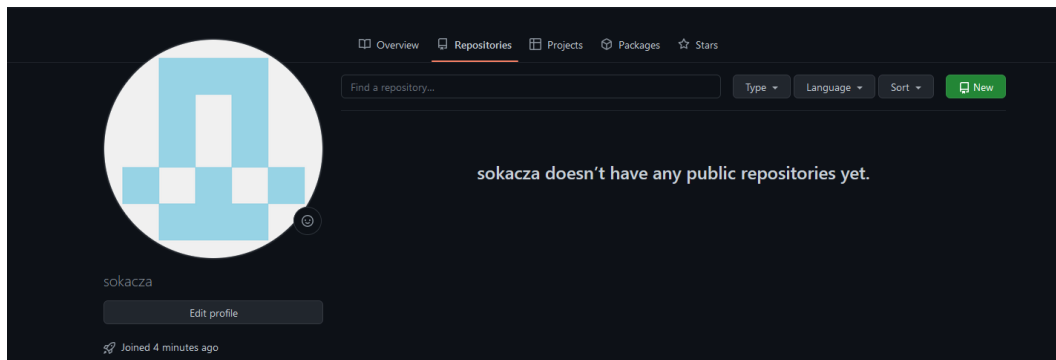 Overview Repositories Projects Packages Stars
Find a repository... Type Language Sort New
sokacza doesn't have any public repositories yet.
sokacza
Edit profile
Joined 4 minutes ago